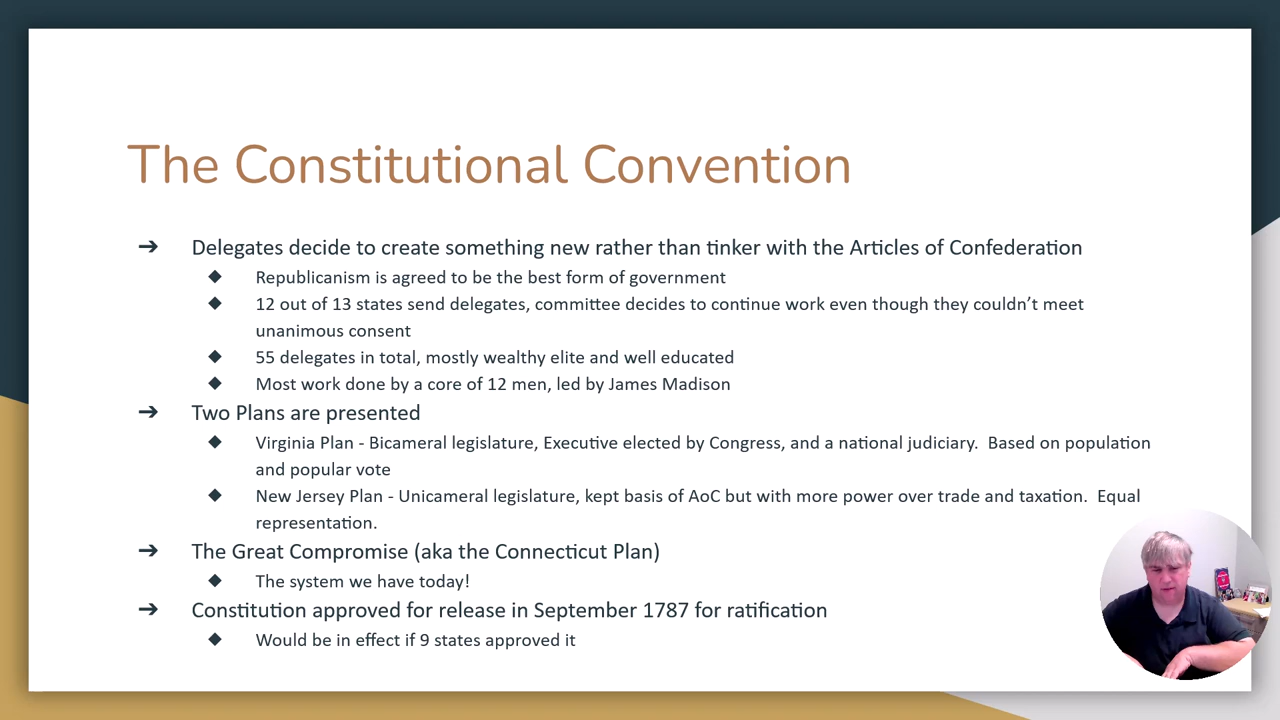 The Constitutional Convention
➔ Delegates decide to create something new rather than tinker with the Articles of Confederation
◆ Republicanism is agreed to be the best form of government
◆ 12 out of 13 states send delegates, committee decides to continue work even though they couldn’t meet
unanimous consent
◆ 55 delegates in total, mostly wealthy elite and well educated
◆ Most work done by a core of 12 men, led by James Madison
➔ Two Plans are presented
◆ Virginia Plan - Bicameral legislature, Executive elected by Congress, and a national judiciary.  Based on population
and popular vote
◆ New Jersey Plan - Unicameral legislature, kept basis of AoC but with more power over trade and taxation.  Equal
representation.
➔ The Great Compromise (aka the Connecticut Plan)
◆ The system we have today!
➔ Constitution approved for release in September 1787 for ratification
◆ Would be in effect if 9 states approved it